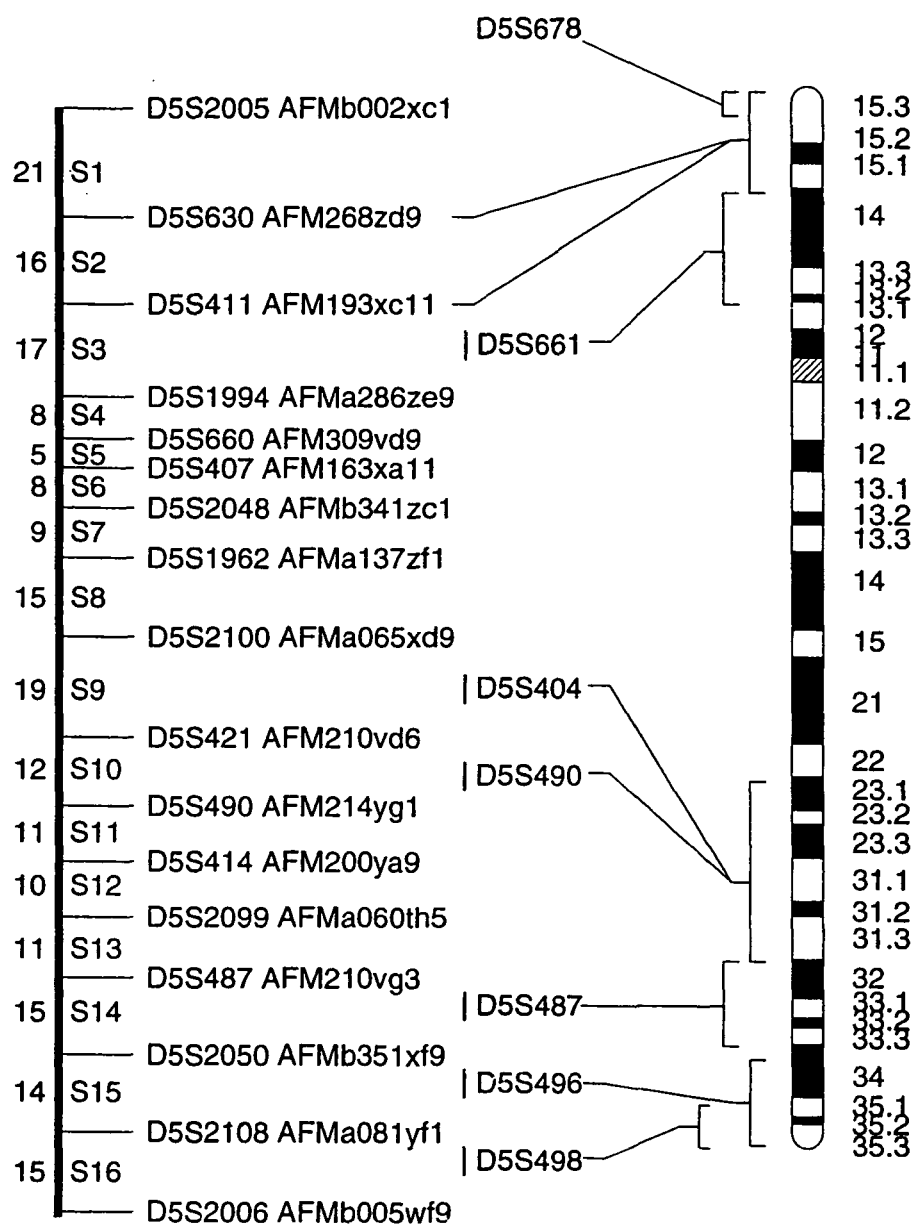 D5S678
D5S2005 AFMb002xc1
21 S1
D5S630 AFM268zd9
16 S2
D5S411 AFM193xc11
17 S3
D5S661
D5S1994 AFMa286ze9
8 S4
D5S660 AFM309vd9
5 S5
D5S407 AFM163xa11
8 S6
D5S2048 AFMb341zc1
9 S7
D5S1962 AFMa137zf1
15 S8
D5S2100 AFMa065xd9
19 S9
D5S404
D5S421 AFM210vd6
12 S10
D5S490
D5S490 AFM214yg1
11 S11
D5S414 AFM200ya9
10 S12
D5S2099 AFMa060th5
11 S13
D5S487 AFM210vg3
15 S14
D5S487
D5S2050 AFMb351xf9
14 S15
D5S496
D5S2108 AFMa081yf1
15 S16
D5S498
D5S2006 AFMb005wf9
15.3
15.2
15.1
14
13.3
13.2
13.1
12
11
11.1
11.2
12
13.1
13.2
13.3
14
15
21
22
23.1
23.2
23.3
31.1
31.2
31.3
32
33.1
33.2
33.3
34
35.1
35.2
35.3